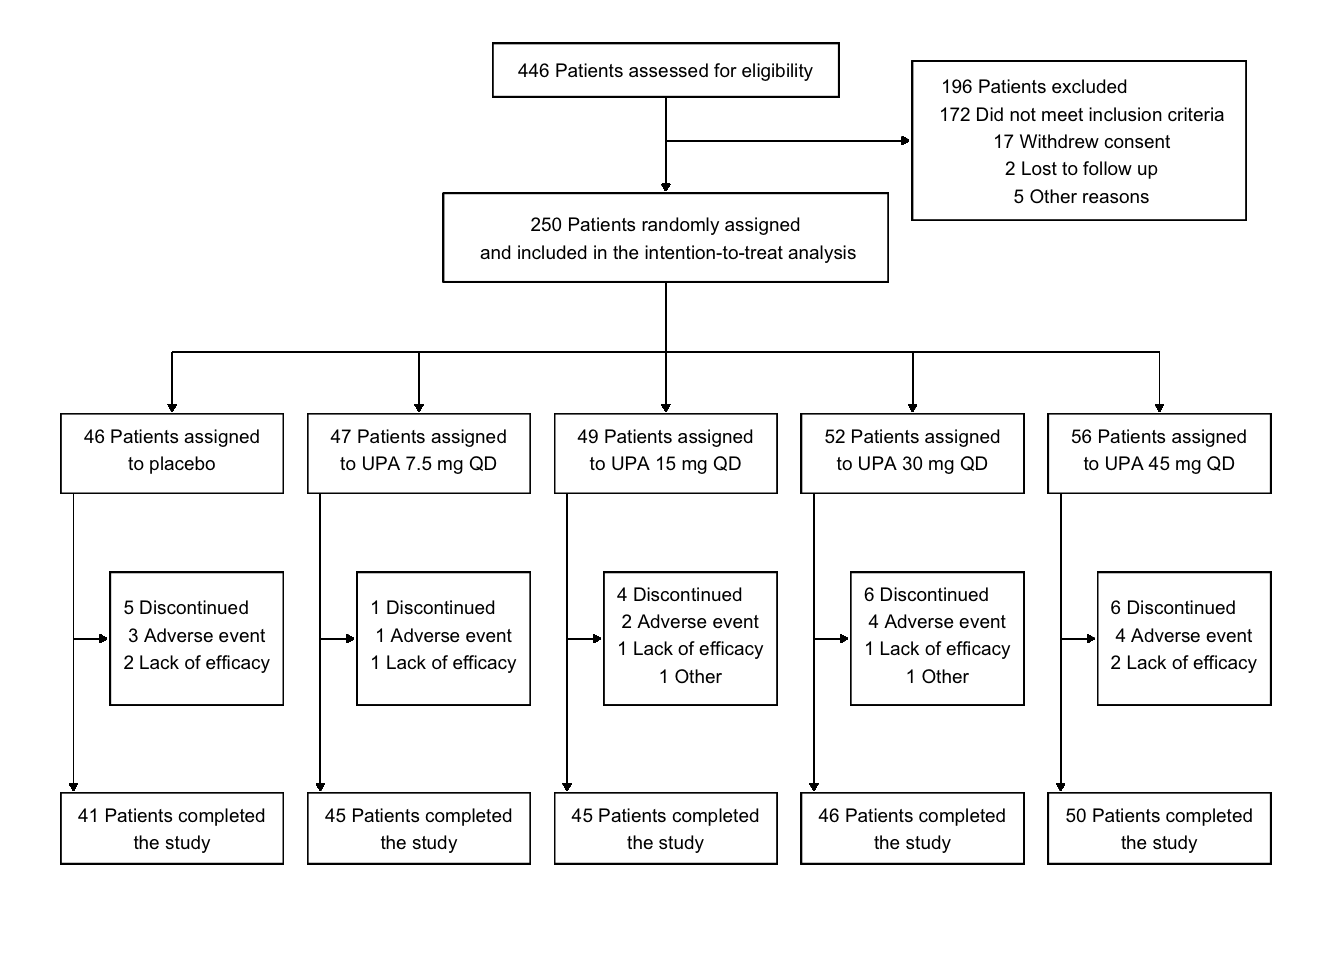 446 Patients assessed for eligibility
196 Patients excluded
172 Did not meet inclusion criteria
17 Withdrew consent
2 Lost to follow up
5 Other reasons
250 Patients randomly assigned
and included in the intention-to-treat analysis
46 Patients assigned
to placebo
47 Patients assigned
to UPA 7.5 mg QD
49 Patients assigned
to UPA 15 mg QD
52 Patients assigned
to UPA 30 mg QD
56 Patients assigned
to UPA 45 mg QD
5 Discontinued
3 Adverse event
2 Lack of efficacy
1 Discontinued
1 Adverse event
1 Lack of efficacy
4 Discontinued
2 Adverse event
1 Lack of efficacy
1 Other
6 Discontinued
4 Adverse event
1 Lack of efficacy
1 Other
6 Discontinued
4 Adverse event
2 Lack of efficacy
41 Patients completed
the study
45 Patients completed
the study
45 Patients completed
the study
46 Patients completed
the study
50 Patients completed
the study